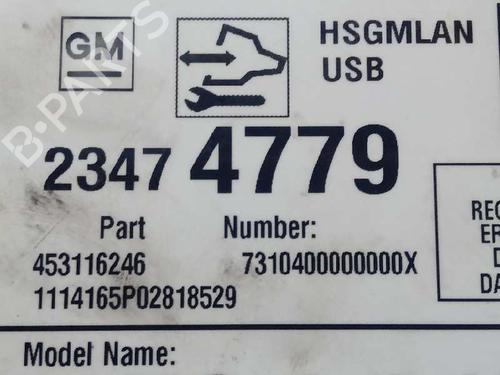 GM
HSGMLAN
USB
2347 4779
Part Number:
453116246 7310400000000X
1114165P02818529
Model Name:
B-PARTS